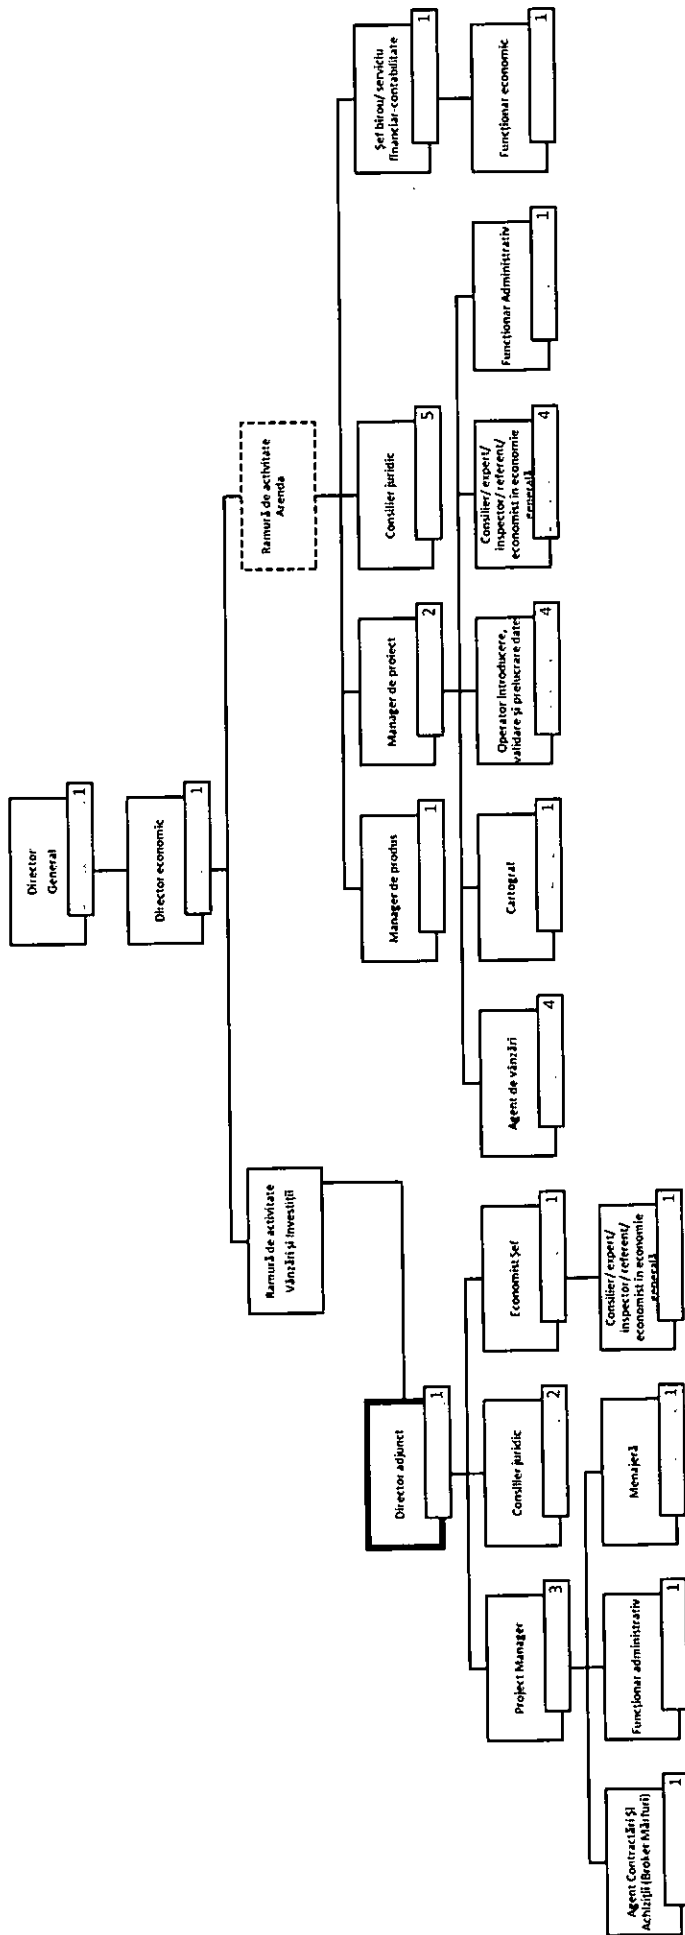 Director
General
1
Director economic
1
Ramură de activitate
Vânzări și Investiții
Ramură de activitate
Arenda
Director adjunct
1
Project Manager
3
Consilier juridic
2
Economist Șef
1
Agent Contractări Și
Achiziții (Broker Mărfuri)
1
Funcționar administrativ
1
Menajeră
1
Consilier/ expert/
inspector/ referent/
economist în economie
generală
1
Manager de produs
1
Manager de proiect
2
Consilier juridic
5
Șef birou/ serviciu
financiar-contabilitate
1
Agent de vânzări
4
Cartograf
1
Operator introducere,
validare și prelucrare date
4
Consilier/ expert/
inspector/ referent/
economist în economie
generală
4
Funcționar Administrativ
1
Funcționar economic
1